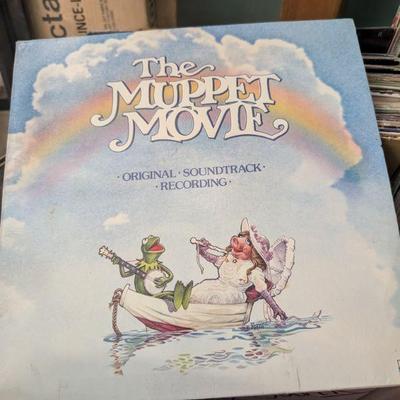 The
MUPPET
MOVIE
· ORIGINAL · SOUNDTRACK ·
· RECORDING ·